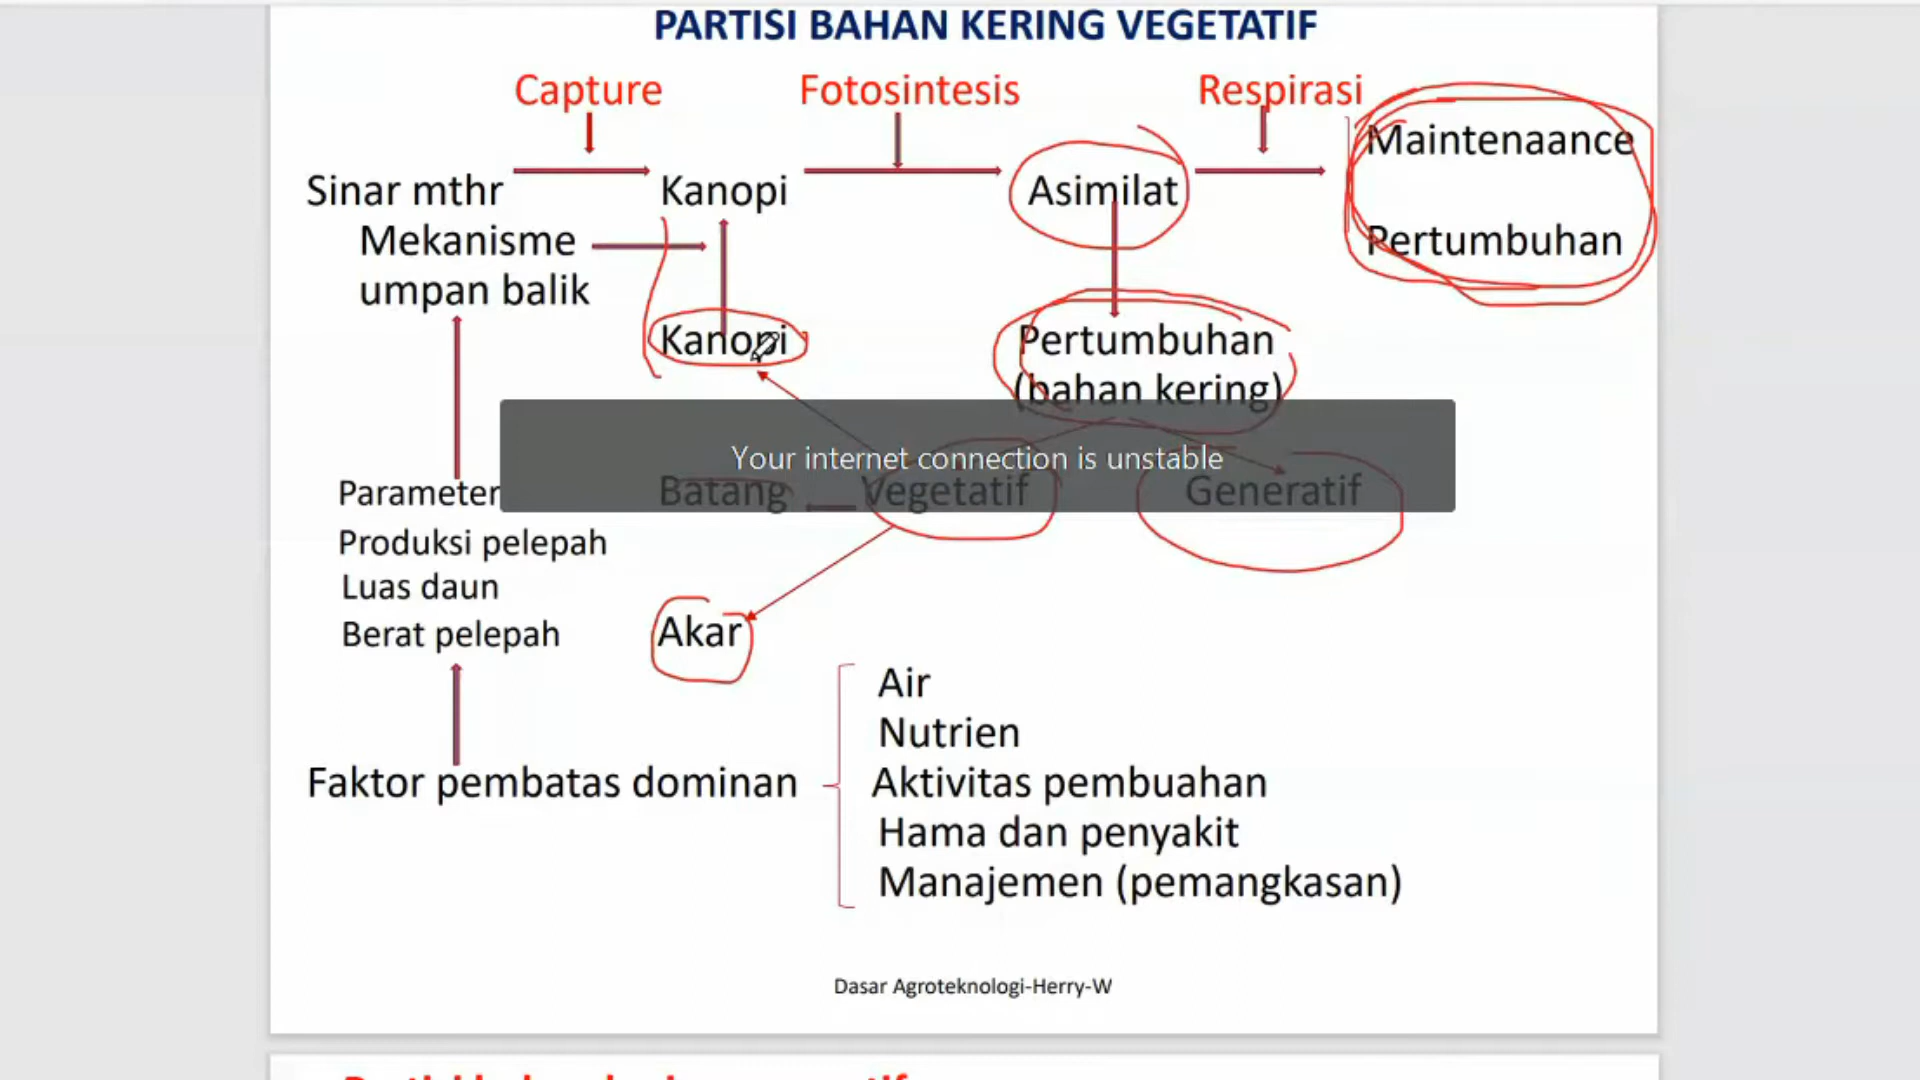 PARTISI BAHAN KERING VEGETATIF
Capture Fotosintesis Respirasi
Maintenaance
Sinar mthr Kanopi Asimilat
Mekanisme Pertumbuhan
umpan balik
Kanopi Pertumbuhan
(bahan kering)
Your internet connection is unstable
Parameter Batang Vegetatif Generatif
Produksi pelepah
Luas daun
Berat pelepah Akar
Air
Nutrien
Faktor pembatas dominan Aktivitas pembuahan
Hama dan penyakit
Manajemen (pemangkasan)
Dasar Agroteknologi-Herry-W